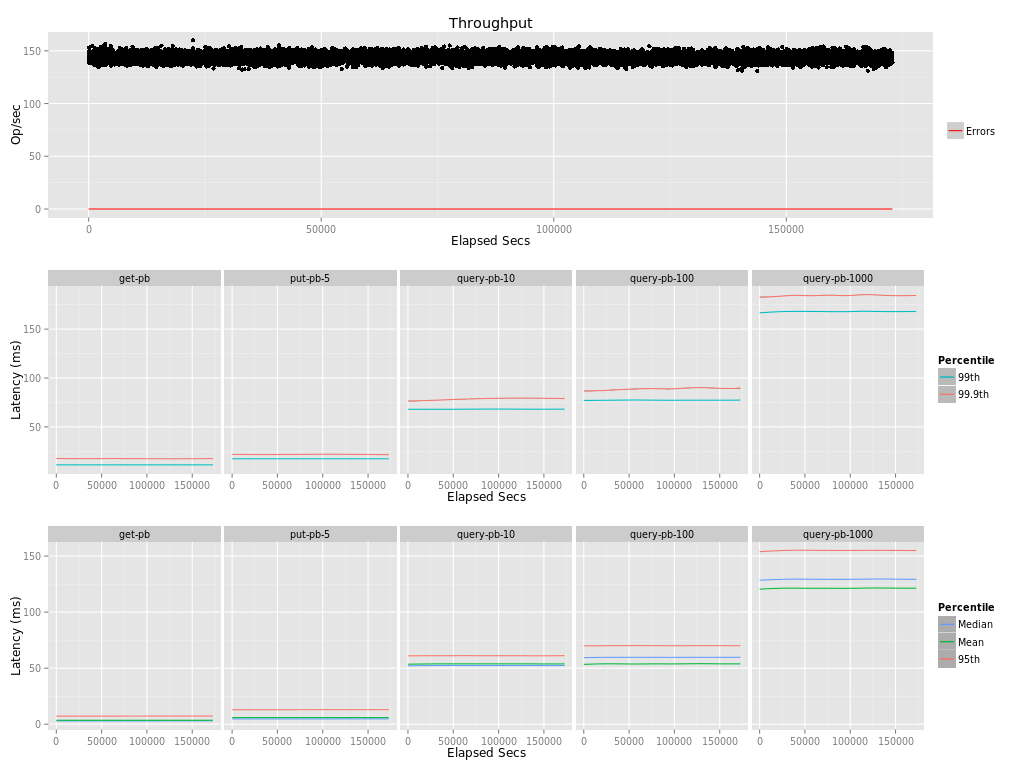 Throughput
Op/sec
150
100
50
0
0 50000 100000 150000
Elapsed Secs
Errors
get-pb put-pb-5 query-pb-10 query-pb-100 query-pb-1000
Latency (ms)
150
100
50
0 50000 100000 150000 0 50000 100000 150000 0 50000 100000 150000 0 50000 100000 150000 0 50000 100000 150000
Elapsed Secs
Percentile
99th
99.9th
get-pb put-pb-5 query-pb-10 query-pb-100 query-pb-1000
Latency (ms)
150
100
50
0
0 50000 100000 150000 0 50000 100000 150000 0 50000 100000 150000 0 50000 100000 150000 0 50000 100000 150000
Elapsed Secs
Percentile
Median
Mean
95th